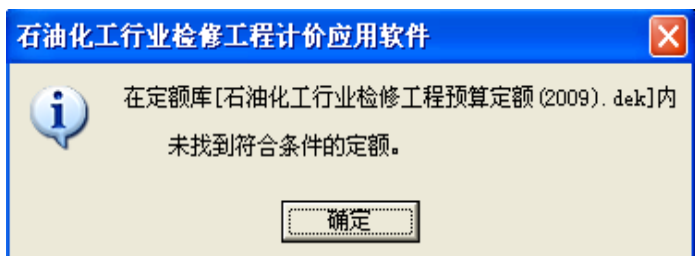 石油化工行业检修工程计价应用软件
在定额库[石油化工行业检修工程预算定额(2009).dek]内
未找到符合条件的定额。
确定